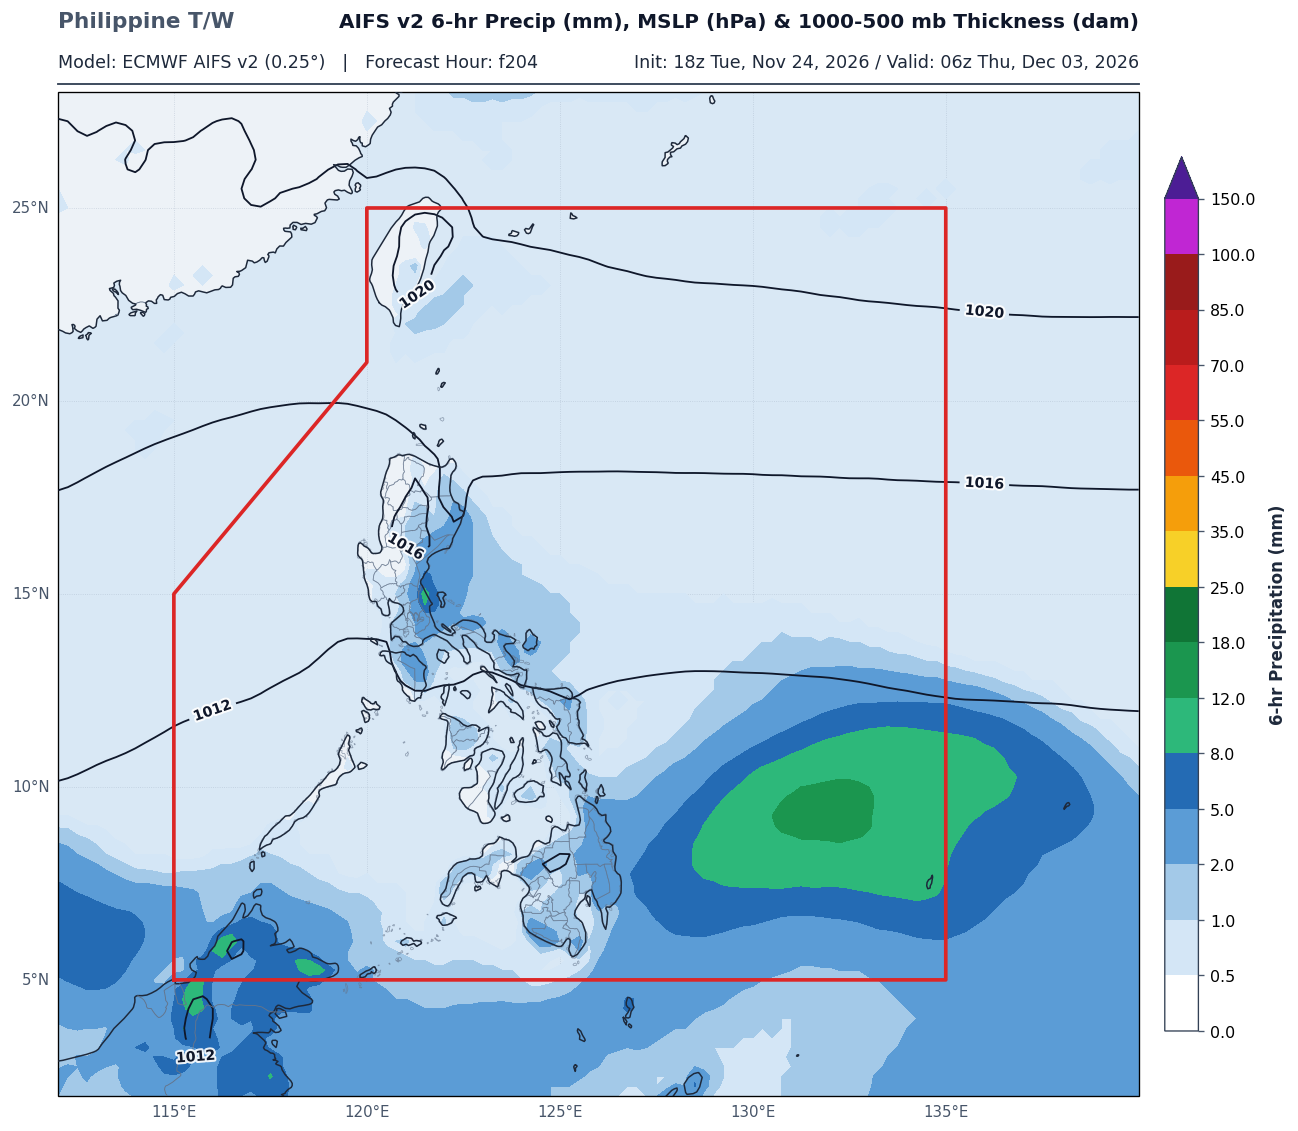 Philippine T/W
AIFS v2 6-hr Precip (mm), MSLP (hPa) & 1000-500 mb Thickness (dam)
Model: ECMWF AIFS v2 (0.25°) | Forecast Hour: f204
Init: 18z Tue, Nov 24, 2026 / Valid: 06z Thu, Dec 03, 2026
25°N
20°N
15°N
10°N
5°N
115°E
120°E
125°E
130°E
135°E
1020
1020
1016
1016
1012
1012
150.0
100.0
85.0
70.0
55.0
45.0
35.0
25.0
18.0
12.0
8.0
5.0
2.0
1.0
0.5
0.0
6-hr Precipitation (mm)